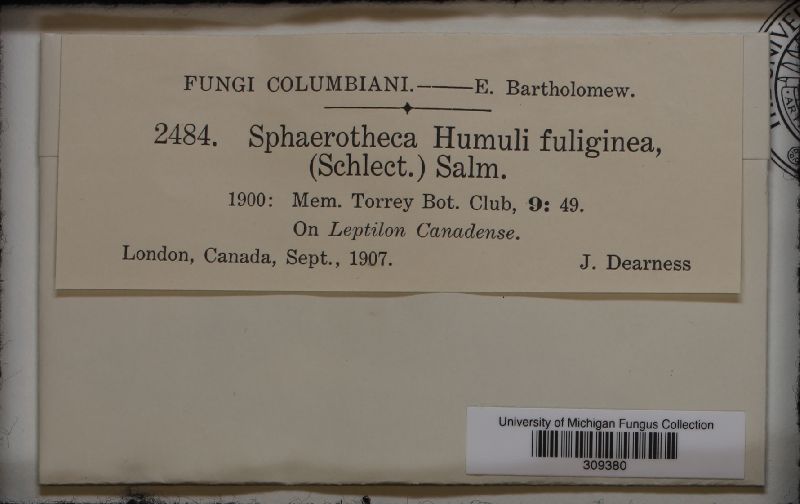 FUNGI COLUMBIANI.——E. Bartholomew.
2484. Sphaerotheca Humuli fuliginea,
(Schlect.) Salm.
1900: Mem. Torrey Bot. Club, 9: 49.
On Leptilon Canadense.
London, Canada, Sept., 1907. J. Dearness
University of Michigan Fungus Collection
309380